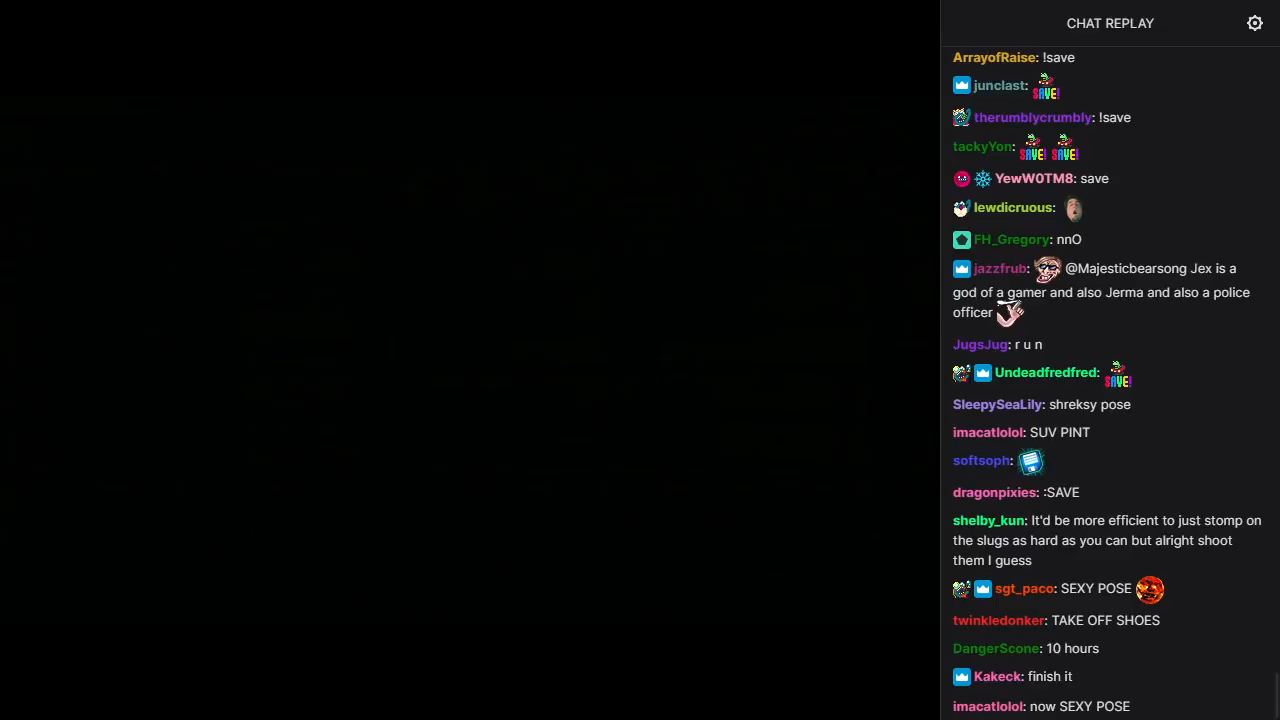 CHAT REPLAY
ArrayofRaise: !save
junclast: SAVE!
therumblycrumbly: !save
tackyYon: SAVE! SAVE!
YewW0TM8: save
lewdicruous:
FH_Gregory: nnO
jazzfrub: @Majesticbearsong Jex is a
god of a gamer and also Jerma and also a police
officer
JugsJug: r u n
Undeadfredfred: SAVE!
SleepySeaLily: shreksy pose
imacatlolol: SUV PINT
softsoph:
dragonpixies: :SAVE
shelby_kun: It'd be more efficient to just stomp on
the slugs as hard as you can but alright shoot
them I guess
sgt_paco: SEXY POSE
twinkledonker: TAKE OFF SHOES
DangerScone: 10 hours
Kakeck: finish it
imacatlolol: now SEXY POSE